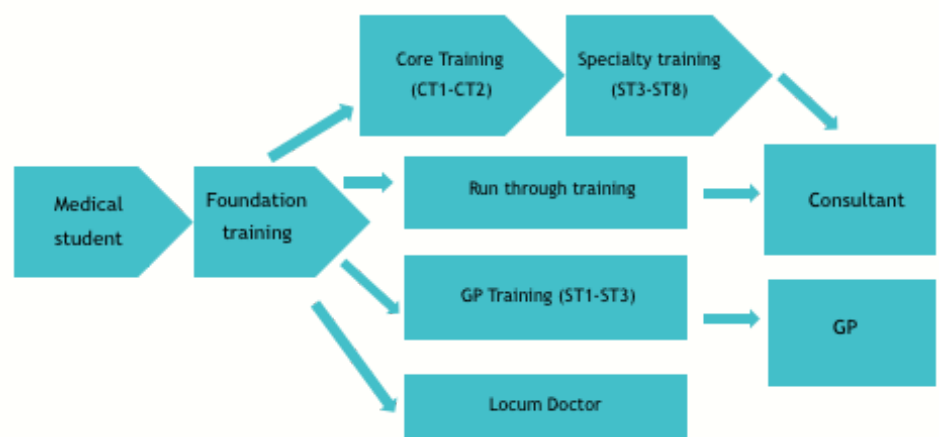 Medical
student
Foundation
training
Core Training
(CT1-CT2)
Specialty training
(ST3-ST8)
Run through training
Consultant
GP Training (ST1-ST3)
GP
Locum Doctor